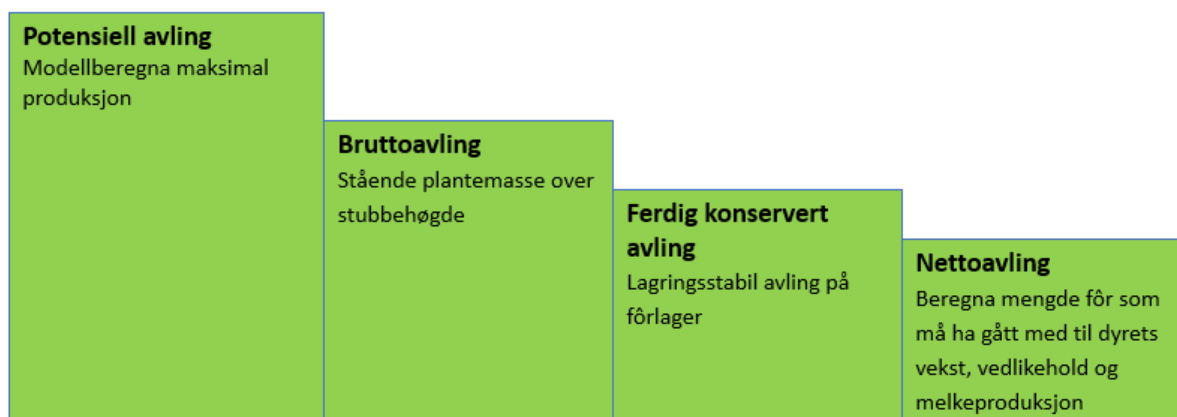 Potensiell avling
Modellberegna maksimal
produksjon
Bruttoavling
Stående plantemasse over
stubbehøgde
Ferdig konservert
avling
Lagringsstabil avling på
fôrlager
Nettoavling
Beregna mengde fôr som
må ha gått med til dyrets
vekst, vedlikehold og
melkeproduksjon